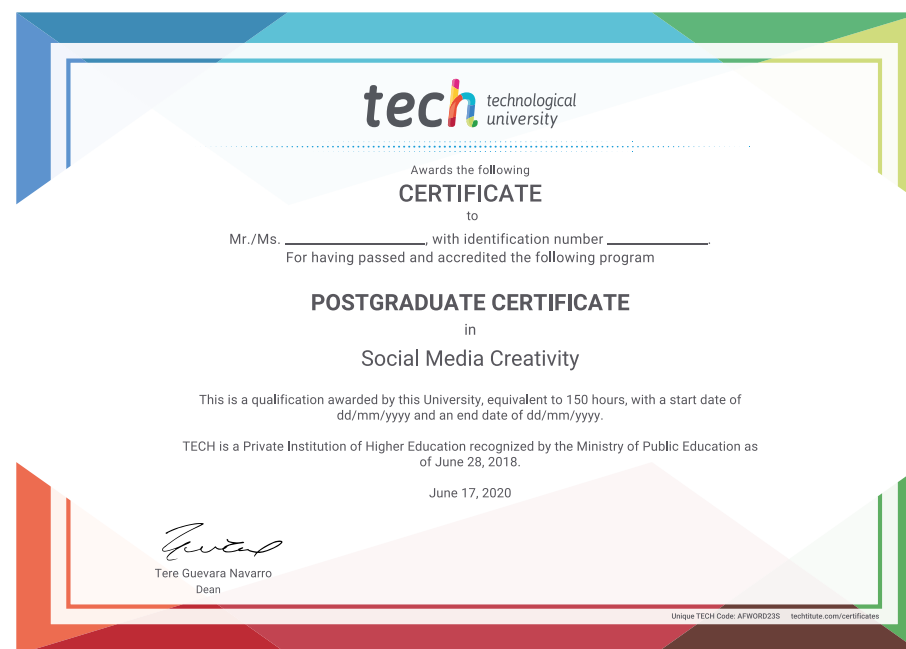 tech technological
university
Awards the following
CERTIFICATE
to
Mr./Ms. ____________________, with identification number ______________.
For having passed and accredited the following program
POSTGRADUATE CERTIFICATE
in
Social Media Creativity
This is a qualification awarded by this University, equivalent to 150 hours, with a start date of
dd/mm/yyyy and an end date of dd/mm/yyyy.
TECH is a Private Institution of Higher Education recognized by the Ministry of Public Education as
of June 28, 2018.
June 17, 2020
Tere Guevara Navarro
Dean
Unique TECH Code: AFWORD23S techtitute.com/certificates